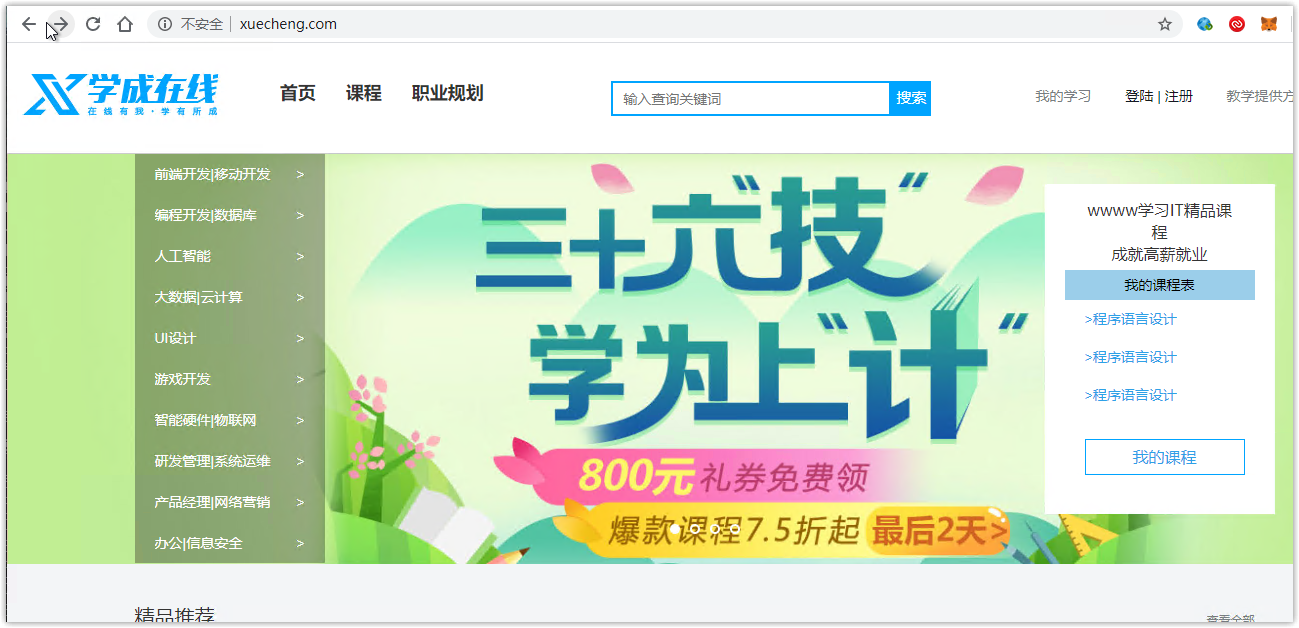 不安全 xuecheng.com
学成在线
在线有我·学有所成
首页 课程 职业规划
输入查询关键词 搜索
我的学习 登陆 | 注册 教学提供方
前端开发|移动开发 >
编程开发|数据库 >
人工智能 >
大数据|云计算 >
UI设计 >
游戏开发 >
智能硬件|物联网 >
研发管理|系统运维 >
产品经理|网络营销 >
办公|信息安全 >
三十六"技"
学为上"计"
800元礼券免费领
爆款课程7.5折起 最后2天>
wwww学习IT精品课
程
成就高薪就业
我的课程表
>程序语言设计
>程序语言设计
>程序语言设计
我的课程
精品推荐
查看全部